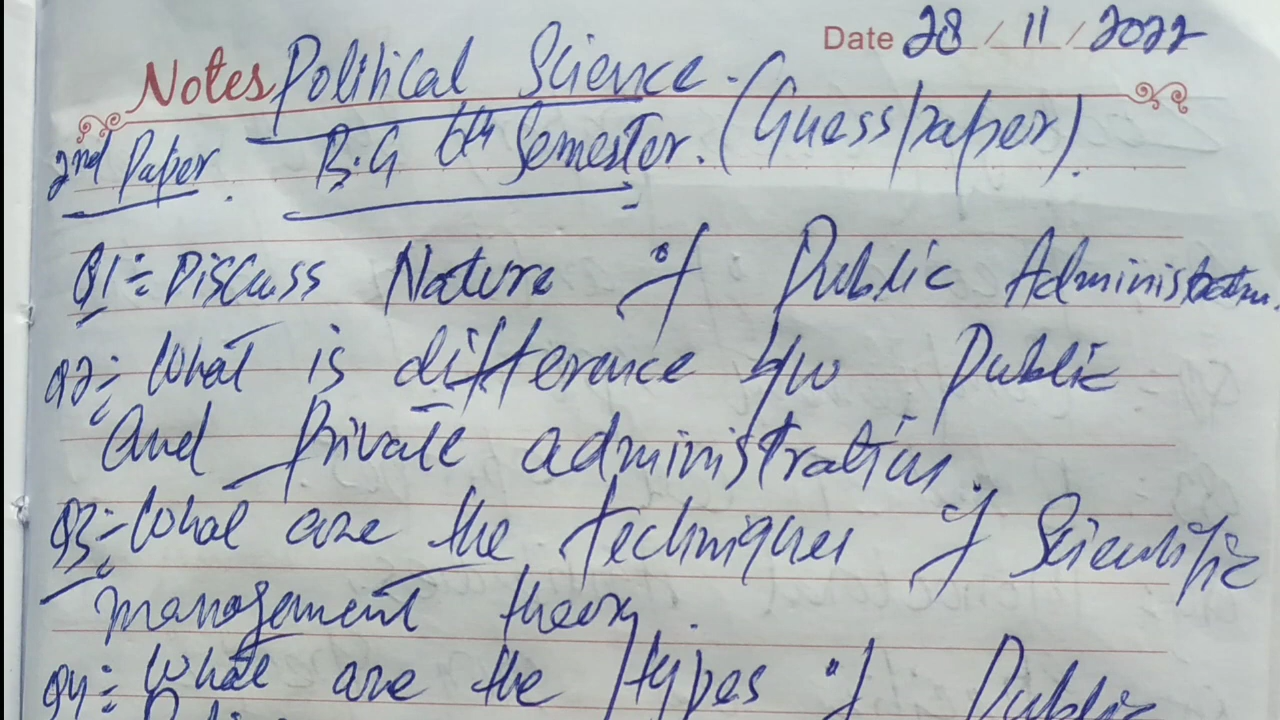 Date 28 / 11 / 2022
Notes Political Science.
2nd Paper. B.G 6th Semester. (Guess paper).
Q1:- Discuss Nature of Public Administration.
Q2:- What is difference b/w Public
and Private administration.
Q3:- What are the techniques of Scientific
management theory.
Q4:- What are the types of Public